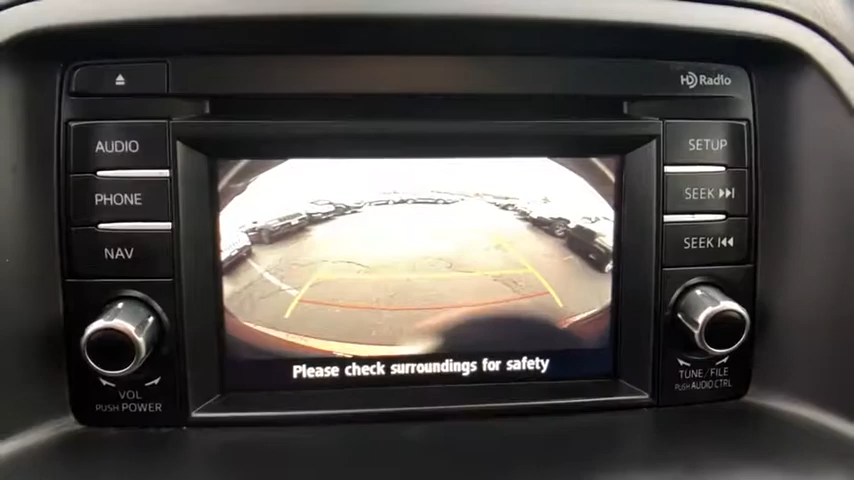 HD Radio
AUDIO
PHONE
NAV
SETUP
SEEK
SEEK
Please check surroundings for safety
VOL
PUSH POWER
TUNE/FILE
PUSH AUDIO CTRL